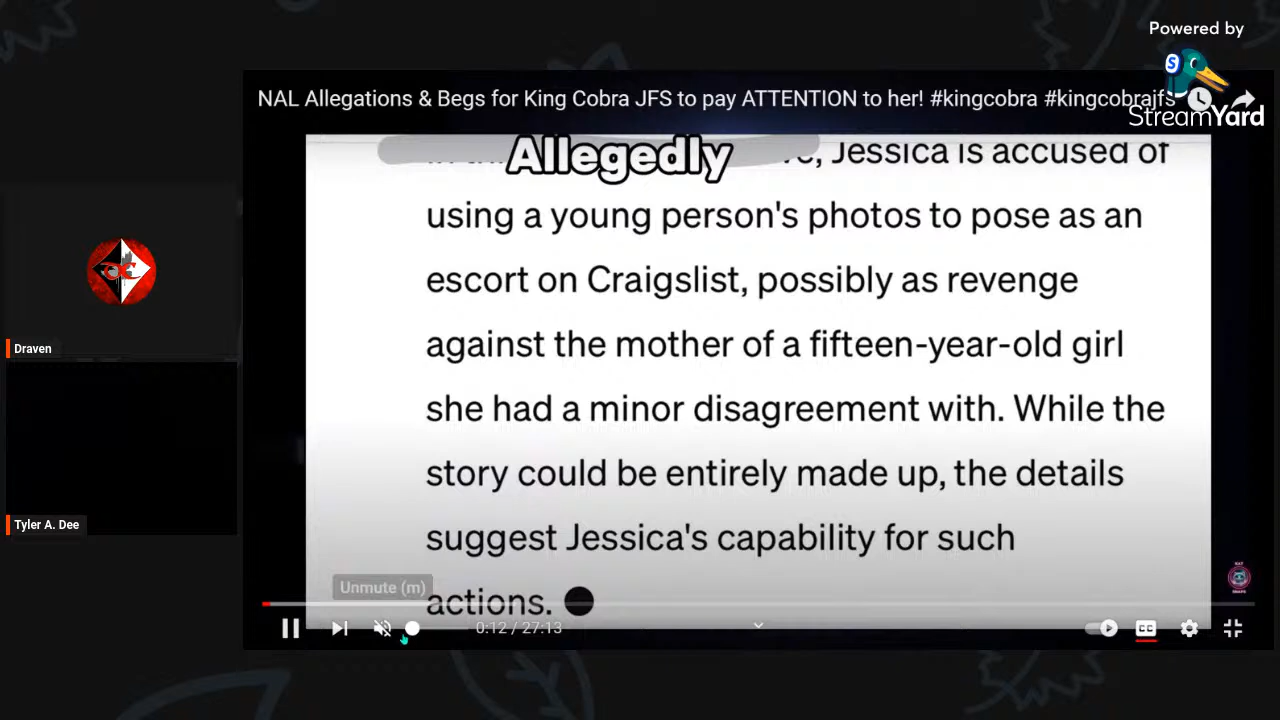 Powered by
StreamYard
NAL Allegations & Begs for King Cobra JFS to pay ATTENTION to her! #kingcobra #kingcobrajfs
Allegedly
Jessica is accused of
using a young person's photos to pose as an
escort on Craigslist, possibly as revenge
against the mother of a fifteen-year-old girl
she had a minor disagreement with. While the
story could be entirely made up, the details
suggest Jessica's capability for such
actions.
Draven
Tyler A. Dee
Unmute (m)
0:12 / 27:13
CC